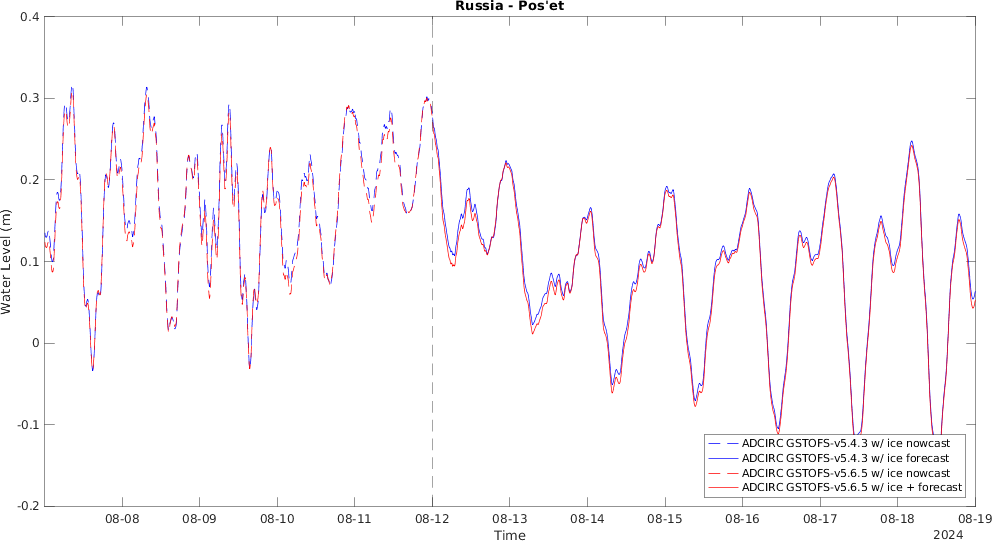 Russia - Pos'et
Water Level (m)
0.4
0.3
0.2
0.1
0
-0.1
-0.2
ADCIRC GSTOFS-v5.4.3 w/ ice nowcast
ADCIRC GSTOFS-v5.4.3 w/ ice forecast
ADCIRC GSTOFS-v5.6.5 w/ ice nowcast
ADCIRC GSTOFS-v5.6.5 w/ ice + forecast
08-08 08-09 08-10 08-11 08-12 08-13 08-14 08-15 08-16 08-17 08-18 08-19
Time
2024